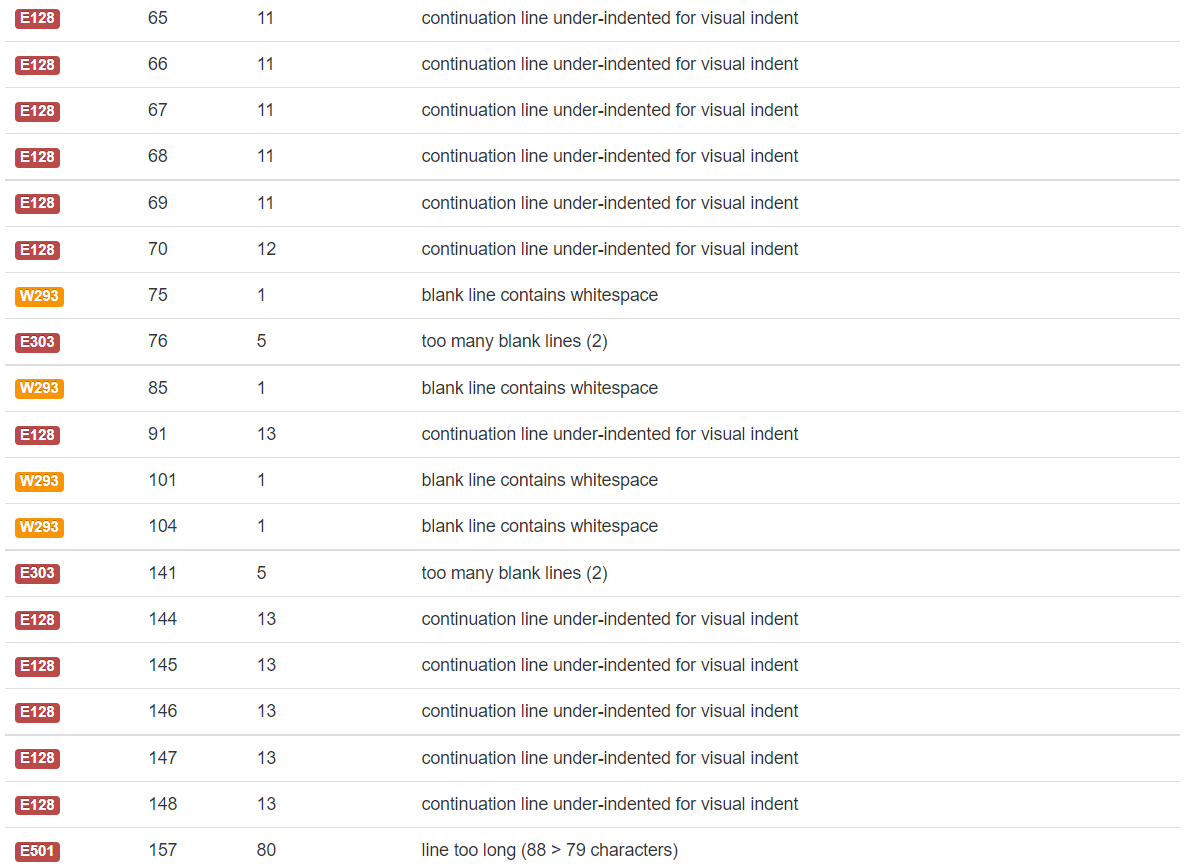 E128 65 11 continuation line under-indented for visual indent
E128 66 11 continuation line under-indented for visual indent
E128 67 11 continuation line under-indented for visual indent
E128 68 11 continuation line under-indented for visual indent
E128 69 11 continuation line under-indented for visual indent
E128 70 12 continuation line under-indented for visual indent
W293 75 1 blank line contains whitespace
E303 76 5 too many blank lines (2)
W293 85 1 blank line contains whitespace
E128 91 13 continuation line under-indented for visual indent
W293 101 1 blank line contains whitespace
W293 104 1 blank line contains whitespace
E303 141 5 too many blank lines (2)
E128 144 13 continuation line under-indented for visual indent
E128 145 13 continuation line under-indented for visual indent
E128 146 13 continuation line under-indented for visual indent
E128 147 13 continuation line under-indented for visual indent
E128 148 13 continuation line under-indented for visual indent
E501 157 80 line too long (88 > 79 characters)